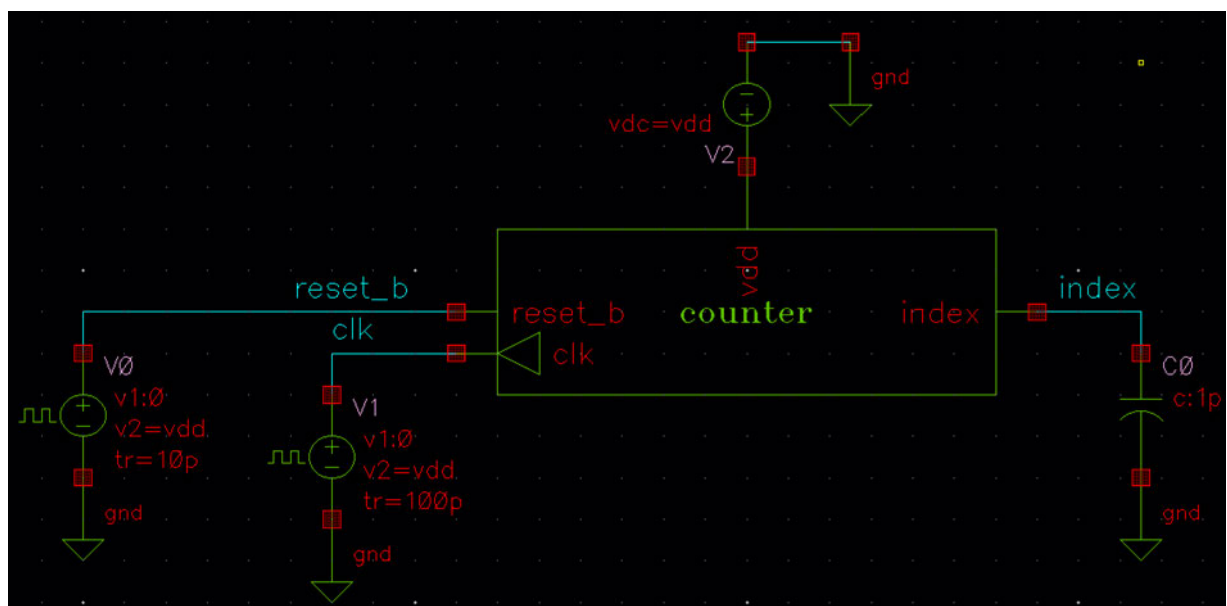 gnd
vdc=vdd
V2
vdd
reset_b
index
reset_b
counter
index
clk
clk
V0
v1:0
v2=vdd
tr=10p
gnd
V1
v1:0
v2=vdd
tr=100p
gnd
C0
c:1p
gnd